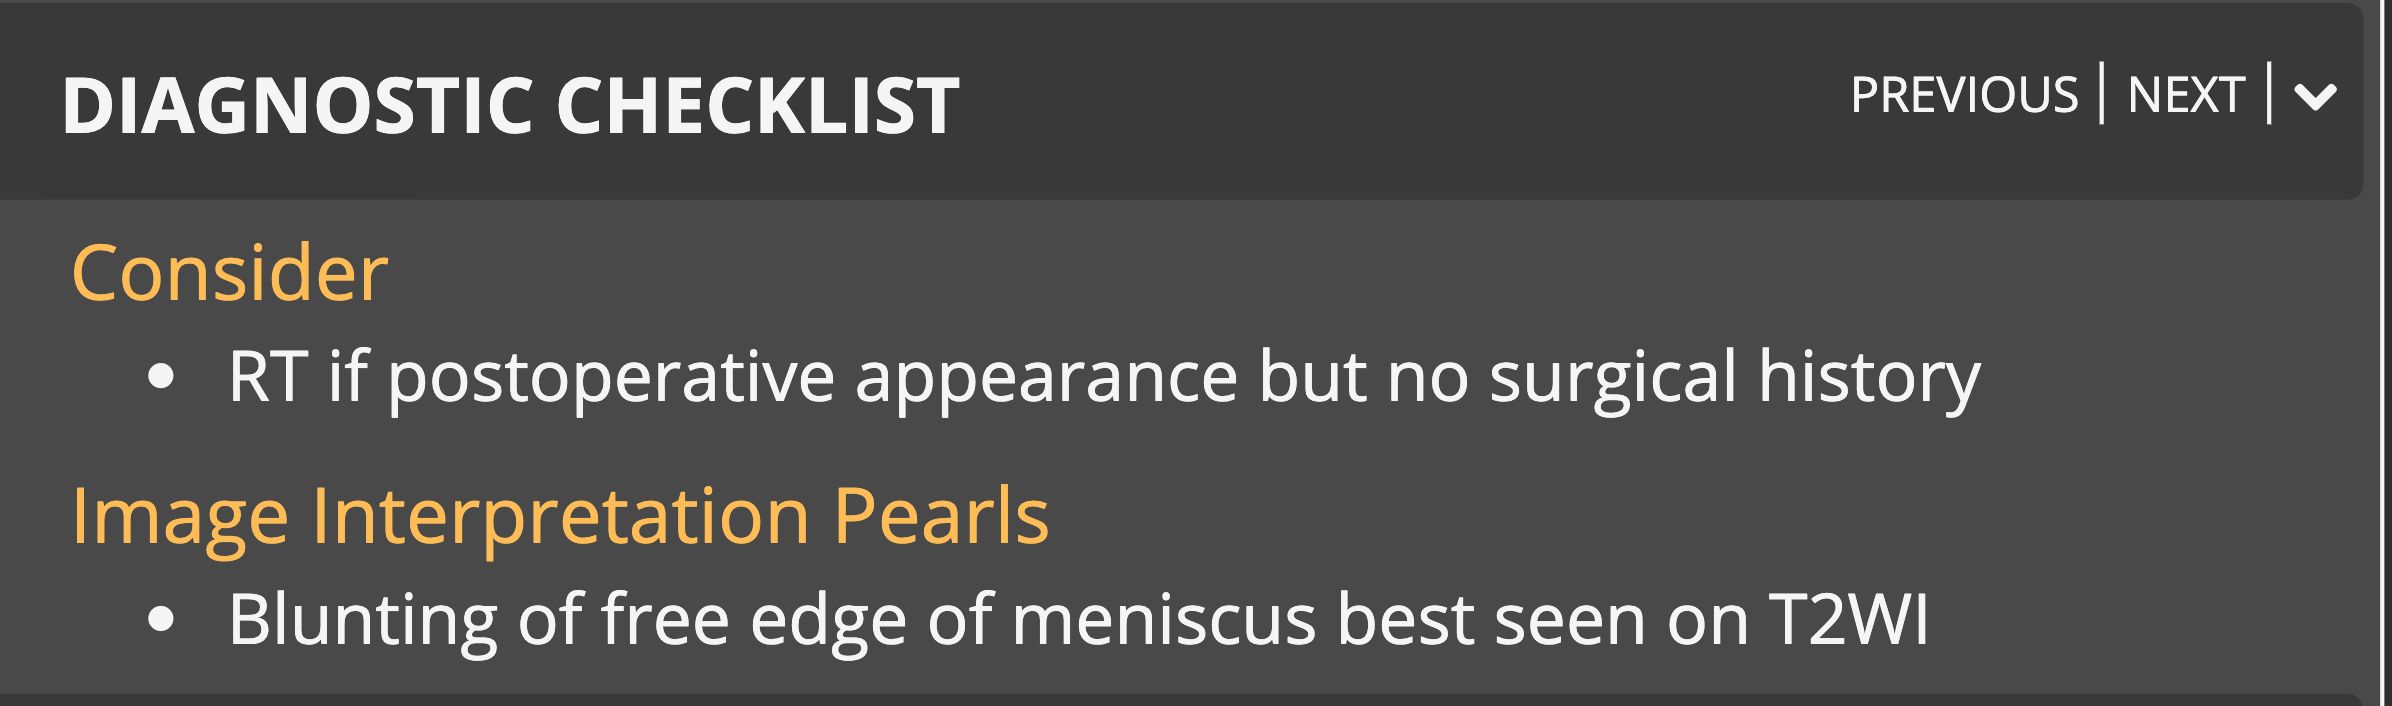 DIAGNOSTIC CHECKLIST
PREVIOUS | NEXT |
Consider
• RT if postoperative appearance but no surgical history
Image Interpretation Pearls
• Blunting of free edge of meniscus best seen on T2WI